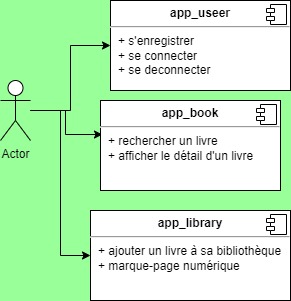 app_useer
+ s'enregistrer
+ se connecter
+ se deconnecter
Actor
app_book
+ rechercher un livre
+ afficher le détail d'un livre
app_library
+ ajouter un livre à sa bibliothèque
+ marque-page numérique